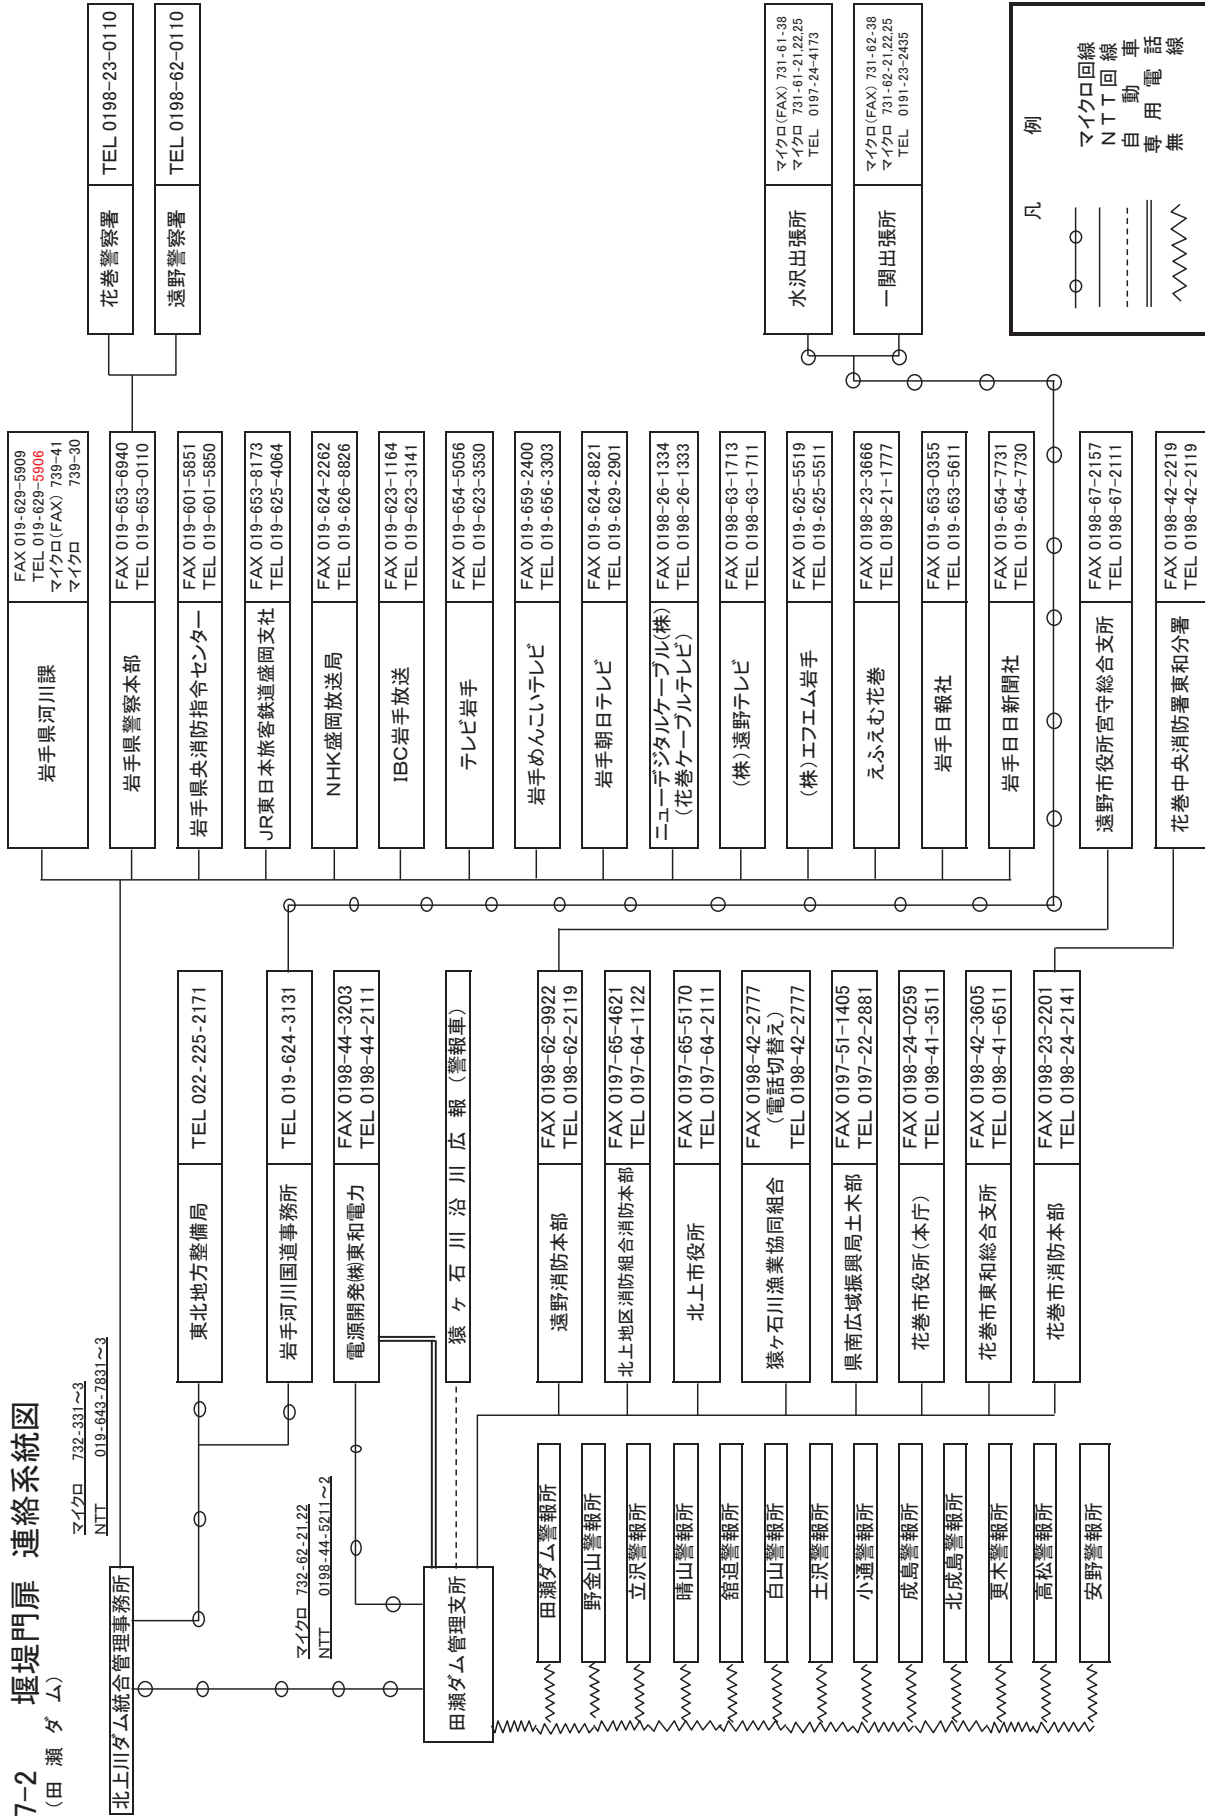 7-2 堰堤門扉 連絡系統図
(田 瀬 ダ ム)
マイクロ 732-331～3
NTT 019-643-7831～3
北上川ダム統合管理事務所
マイクロ 732-62-21,22
NTT 0198-44-5211～2
田瀬ダム管理支所
田瀬ダム警報所
野金山警報所
立沢警報所
晴山警報所
舘迫警報所
白山警報所
土沢警報所
小通警報所
成島警報所
北成島警報所
更木警報所
高松警報所
安野警報所
東北地方整備局
TEL 022-225-2171
岩手河川国道事務所
TEL 019-624-3131
電源開発㈱東和電力
FAX 0198-44-3203
TEL 0198-44-2111
猿 ヶ 石 川 沿 川 広 報 (警報車)
遠野消防本部
FAX 0198-62-9922
TEL 0198-62-2119
北上地区消防組合消防本部
FAX 0197-65-4621
TEL 0197-64-1122
北上市役所
FAX 0197-65-5170
TEL 0197-64-2111
猿ヶ石川漁業協同組合
FAX 0198-42-2777
(電話切替え)
TEL 0198-42-2777
県南広域振興局土木部
FAX 0197-51-1405
TEL 0197-22-2881
花巻市役所(本庁)
FAX 0198-24-0259
TEL 0198-41-3511
花巻市東和総合支所
FAX 0198-42-3605
TEL 0198-41-6511
花巻市消防本部
FAX 0198-23-2201
TEL 0198-24-2141
岩手県河川課
FAX 019-629-5909
TEL 019-629-5906
マイクロ(FAX) 739-41
マイクロ 739-30
岩手県警察本部
FAX 019-653-6940
TEL 019-653-0110
岩手県央消防指令センター
FAX 019-601-5851
TEL 019-601-5850
JR東日本旅客鉄道盛岡支社
FAX 019-653-8173
TEL 019-625-4064
NHK盛岡放送局
FAX 019-624-2262
TEL 019-626-8826
IBC岩手放送
FAX 019-623-1164
TEL 019-623-3141
テレビ岩手
FAX 019-654-5056
TEL 019-623-3530
岩手めんこいテレビ
FAX 019-659-2400
TEL 019-656-3303
岩手朝日テレビ
FAX 019-624-8821
TEL 019-629-2901
ニューデジタルケーブル(株)
(花巻ケーブルテレビ)
FAX 0198-26-1334
TEL 0198-26-1333
(株)遠野テレビ
FAX 0198-63-1713
TEL 0198-63-1711
(株)エフエム岩手
FAX 019-625-5519
TEL 019-625-5511
えふえむ花巻
FAX 0198-23-3666
TEL 0198-21-1777
岩手日報社
FAX 019-653-0355
TEL 019-653-5611
岩手日日新聞社
FAX 019-654-7731
TEL 019-654-7730
遠野市役所宮守総合支所
FAX 0198-67-2157
TEL 0198-67-2111
花巻中央消防署東和分署
FAX 0198-42-2219
TEL 0198-42-2119
花巻警察署
TEL 0198-23-0110
遠野警察署
TEL 0198-62-0110
水沢出張所
マイクロ(FAX) 731-61-38
マイクロ 731-61-21,22,25
TEL 0197-24-4173
一関出張所
マイクロ(FAX) 731-62-38
マイクロ 731-62-21,22,25
TEL 0191-23-2435
凡 例
マイクロ回線
NTT回線
自 動 車
専 用 電 話
無 線